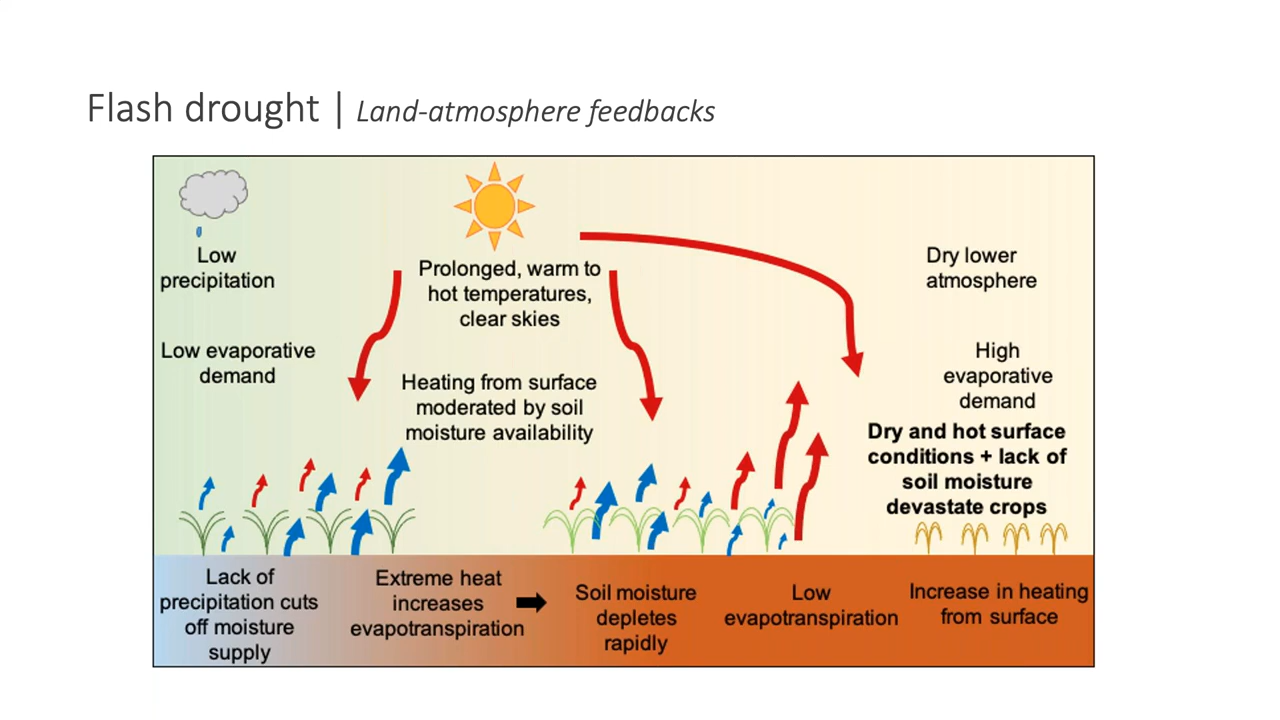 Flash drought | Land-atmosphere feedbacks
Low
precipitation
Prolonged, warm to
hot temperatures,
clear skies
Dry lower
atmosphere
Low evaporative
demand
Heating from surface
moderated by soil
moisture availability
High
evaporative
demand
Dry and hot surface
conditions + lack of
soil moisture
devastate crops
Lack of
precipitation cuts
off moisture
supply
Extreme heat
increases
evapotranspiration
Soil moisture
depletes
rapidly
Low
evapotranspiration
Increase in heating
from surface